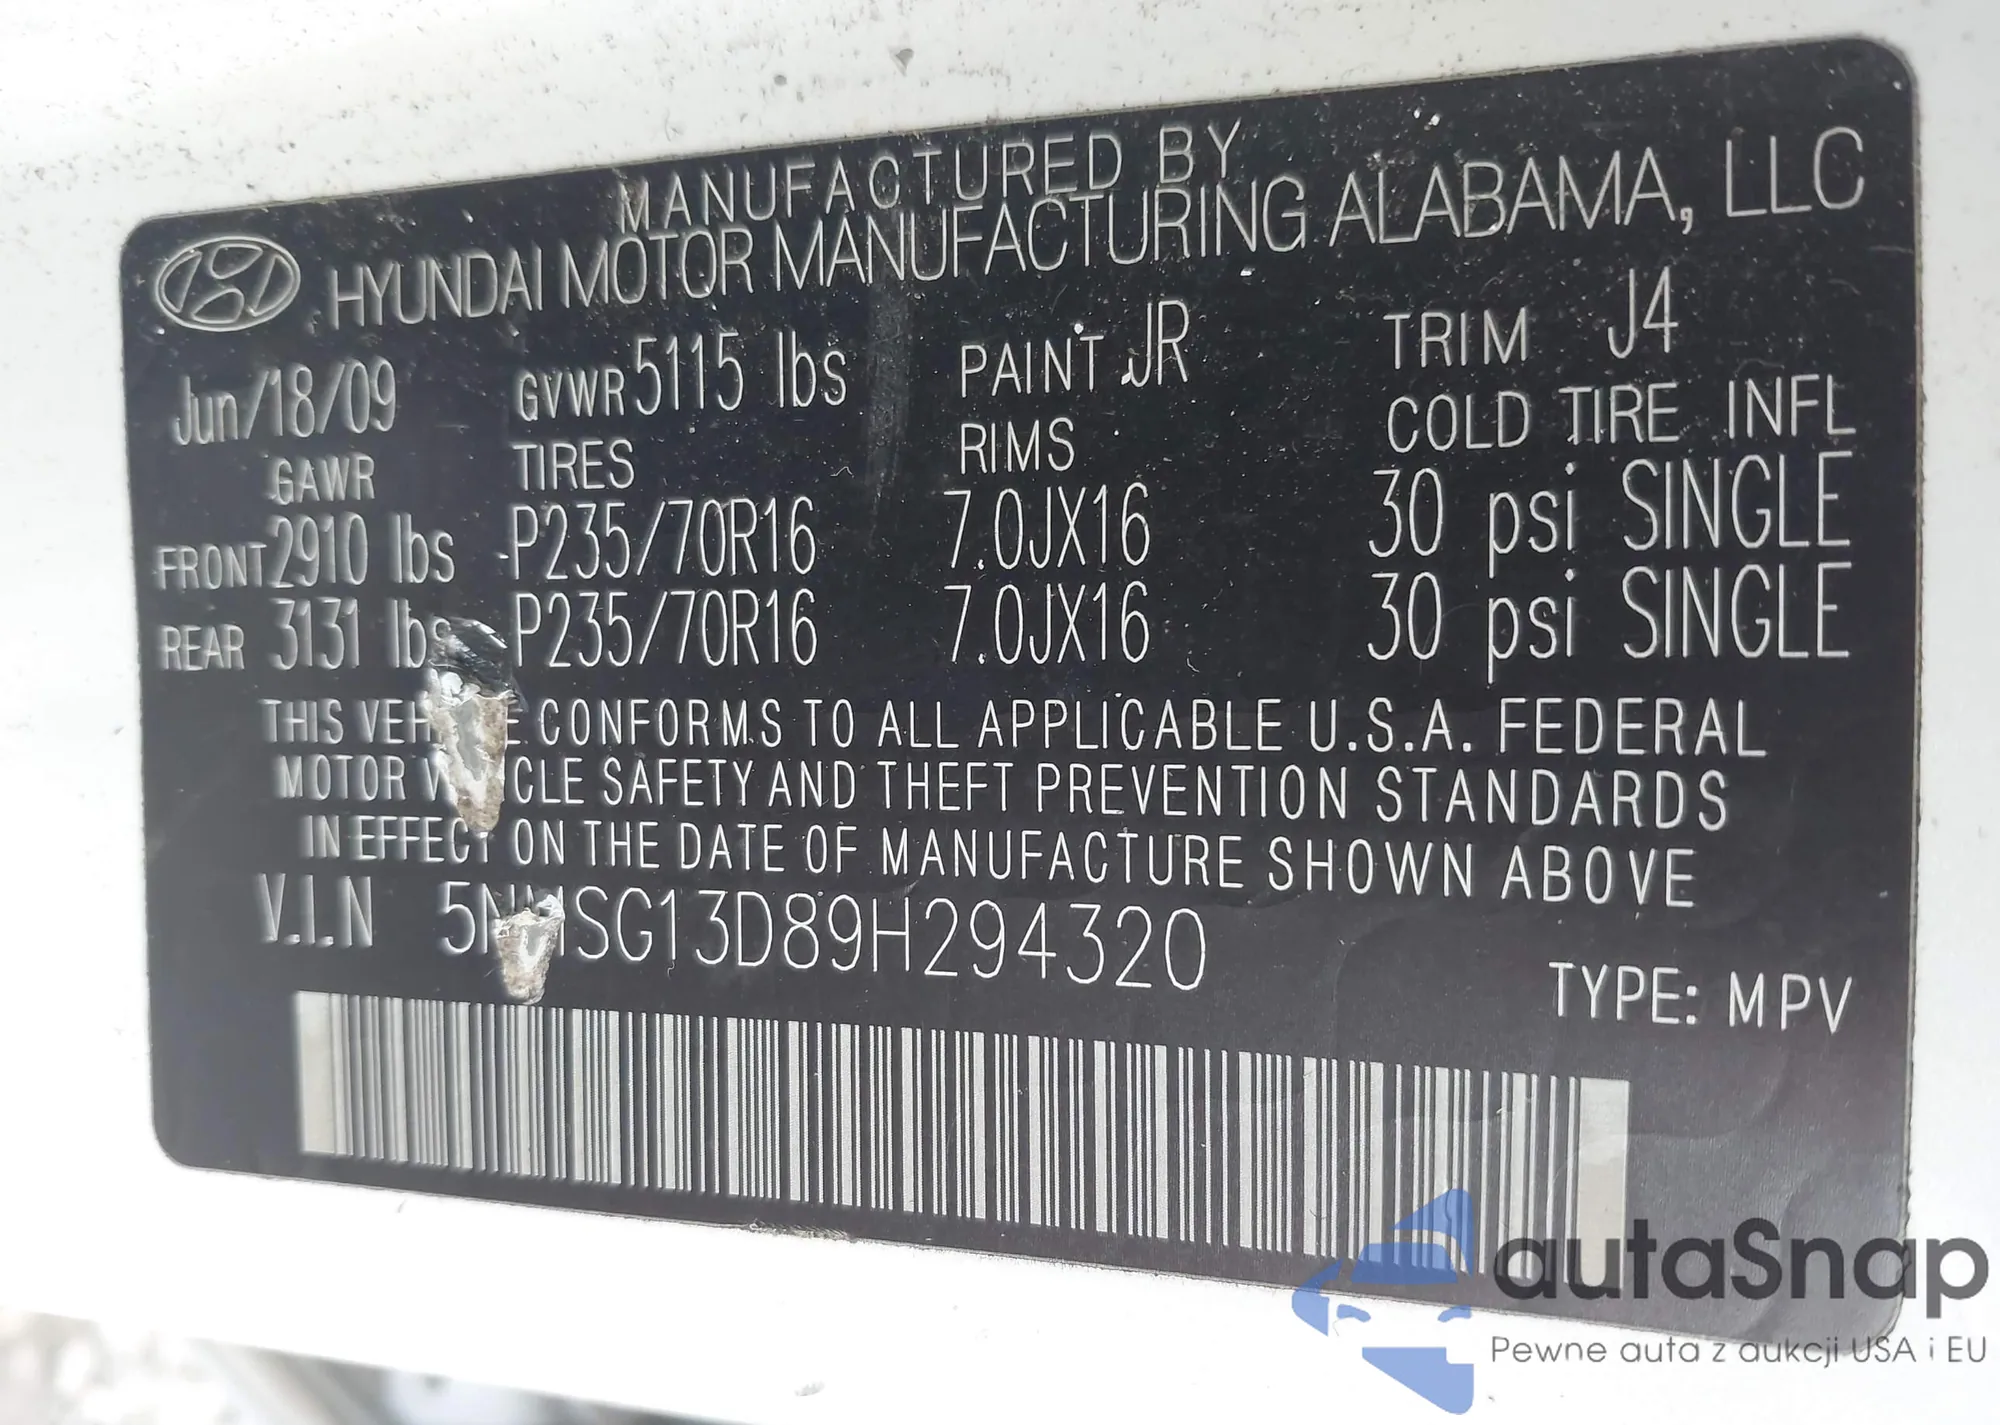 MANUFACTURED BY
HYUNDAI MOTOR MANUFACTURING ALABAMA, LLC
Jun/18/09 GVWR 5115 lbs PAINT JR TRIM J4
GAWR TIRES RIMS COLD TIRE INFL
FRONT 2910 lbs P235/70R16 7.0JX16 30 psi SINGLE
REAR 3131 lbs P235/70R16 7.0JX16 30 psi SINGLE
THIS VEHICLE CONFORMS TO ALL APPLICABLE U.S.A. FEDERAL
MOTOR VEHICLE SAFETY AND THEFT PREVENTION STANDARDS
IN EFFECT ON THE DATE OF MANUFACTURE SHOWN ABOVE
V.I.N 5NMSG13D89H294320
TYPE: MPV
autaSnap
Pewne auta z aukcji USA i EU